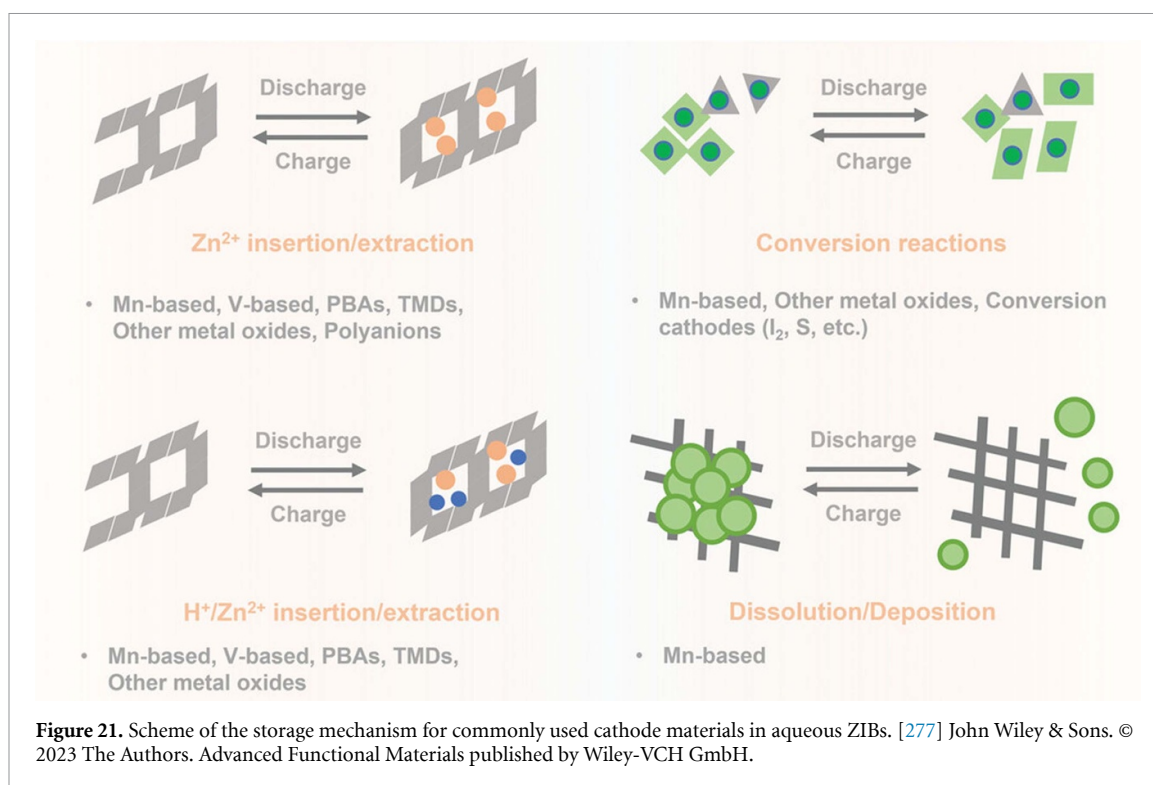 Discharge
Charge
Zn²⁺ insertion/extraction
• Mn-based, V-based, PBAs, TMDs,
Other metal oxides, Polyanions
Discharge
Charge
Conversion reactions
• Mn-based, Other metal oxides, Conversion
cathodes (I₂, S, etc.)
Discharge
Charge
H⁺/Zn²⁺ insertion/extraction
• Mn-based, V-based, PBAs, TMDs,
Other metal oxides
Discharge
Charge
Dissolution/Deposition
• Mn-based
Figure 21. Scheme of the storage mechanism for commonly used cathode materials in aqueous ZIBs. [277] John Wiley & Sons. ©
2023 The Authors. Advanced Functional Materials published by Wiley-VCH GmbH.